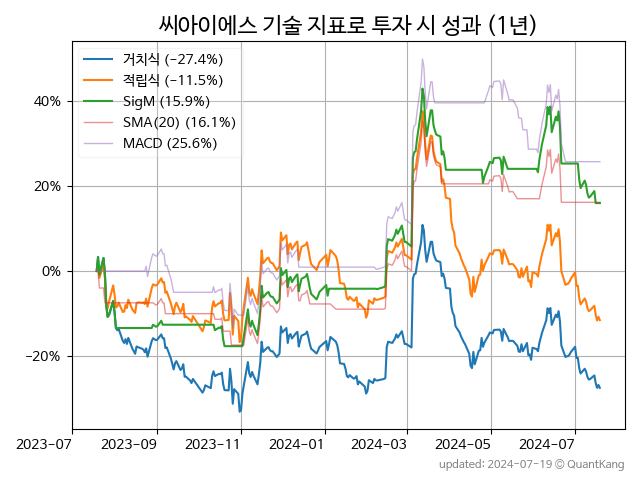 씨아이에스 기술 지표로 투자 시 성과 (1년)
거치식 (−27.4%)
적립식 (−11.5%)
SigM (15.9%)
SMA(20) (16.1%)
MACD (25.6%)
40%
20%
0%
−20%
2023-07 2023-09 2023-11 2024-01 2024-03 2024-05 2024-07
updated: 2024-07-19 © QuantKang